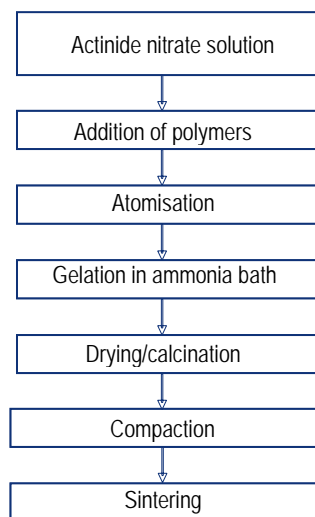 Actinide nitrate solution
Addition of polymers
Atomisation
Gelation in ammonia bath
Drying/calcination
Compaction
Sintering